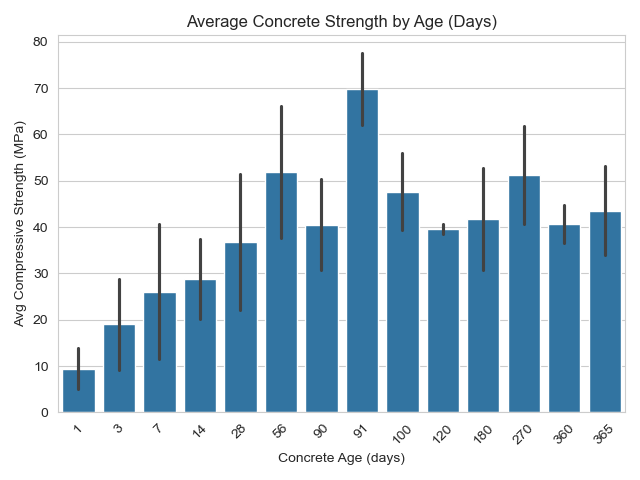 Average Concrete Strength by Age (Days)
Avg Compressive Strength (MPa)
80
70
60
50
40
30
20
10
0
1 3 7 14 28 56 90 91 100 120 180 270 360 365
Concrete Age (days)